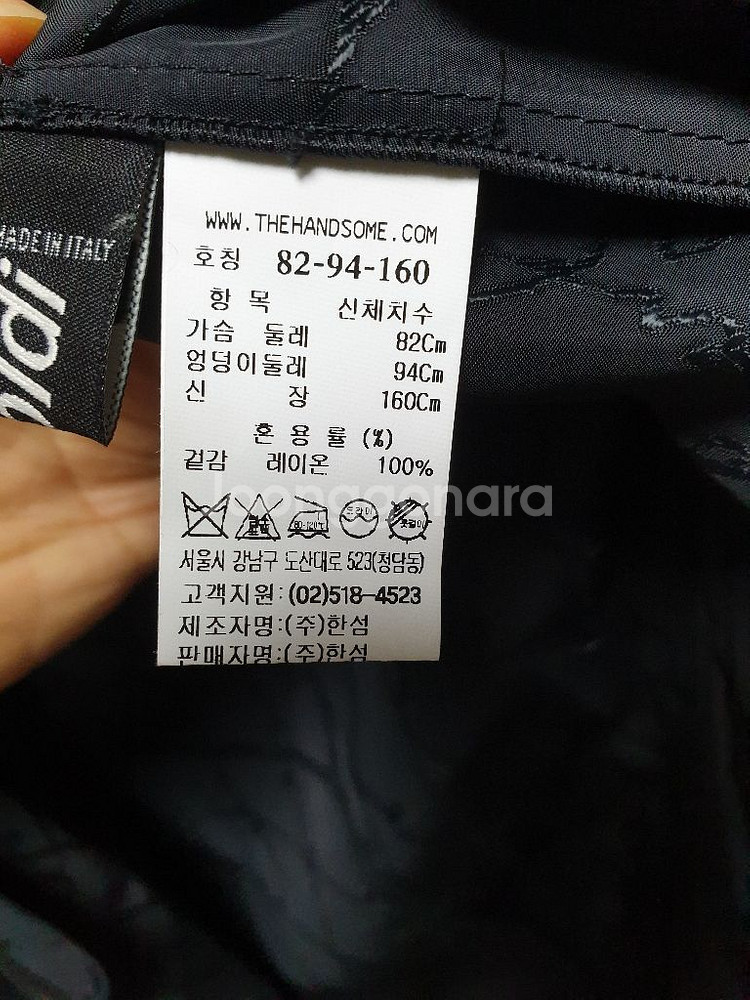 MADE IN ITALY
WWW.THEHANDSOME.COM
호칭 82-94-160
항 목 신체치수
가슴 둘레 82Cm
엉덩이둘레 94Cm
신 장 160Cm
혼 용 률 (%)
겉감 레이온 100%
joonggonara
서울시 강남구 도산대로 523(청담동)
고객지원:(02)518-4523
제조자명:(주)한섬
판매자명:(주)한섬